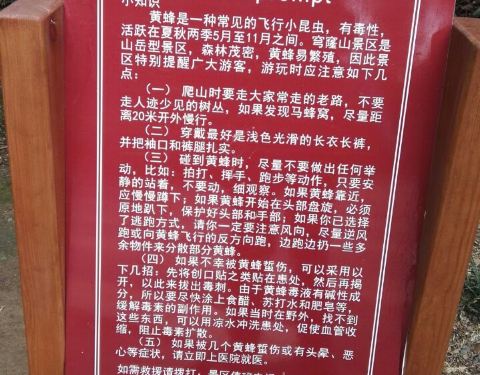 小知识
黄蜂是一种常见的飞行小昆虫，有毒性，
活跃在夏秋两季5月至11月之间。穹窿山景区是
山岳型景区，森林茂密，黄蜂易繁殖，因此景
区特别提醒广大游客，游玩时应注意如下几
点：
（一） 爬山时要走大家常走的老路，不要
走人迹少见的树丛，如果发现马蜂窝，尽量距
离20米开外慢行。
（二） 穿戴最好是浅色光滑的长衣长裤，
并把袖口和裤腿扎实。
（三） 碰到黄蜂时，尽量不要做出任何举
动，比如：拍打、挥手、跑步等动作，只要安
静的站着，不要动，细观察。如果黄蜂靠近，
应慢慢蹲下；如果黄蜂开始在头部盘旋，必须
原地趴下，保护好头部和手部；如果你已选择
了逃跑方式，请你一定要注意风向，尽量逆风
跑或向黄蜂飞行的反方向跑，边跑边扔一些多
余物件来分散部分黄蜂。
（四） 如果不幸被黄蜂蜇伤，可以采用以
下几招：先将创口贴之类贴在患处，然后再揭
开、以此来拔出毒刺。由于黄蜂毒液有碱性成
分，所以要尽快涂上食醋、苏打水和肥皂等，
缓解毒素的副作用。如果当时在野外，找不到
这些东西，可以用凉水冲洗患处，促使血管收
缩，阻止毒素扩散。
（五） 如果被几个黄蜂蜇伤或有头晕、恶
心等症状，请立即上医院就医。
如需救援请拨打，景区值班电话